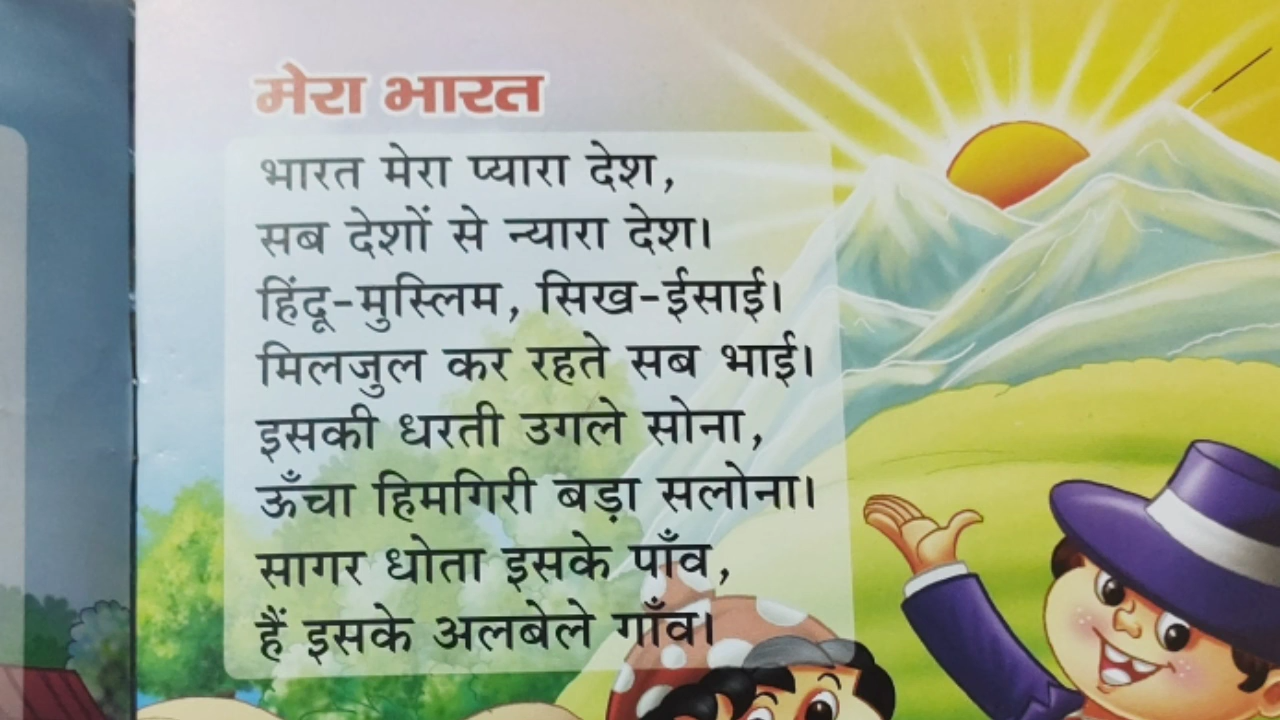 मेरा भारत
भारत मेरा प्यारा देश,
सब देशों से न्यारा देश।
हिंदू-मुस्लिम, सिख-ईसाई।
मिलजुल कर रहते सब भाई।
इसकी धरती उगले सोना,
ऊँचा हिमगिरी बड़ा सलोना।
सागर धोता इसके पाँव,
हैं इसके अलबेले गाँव।